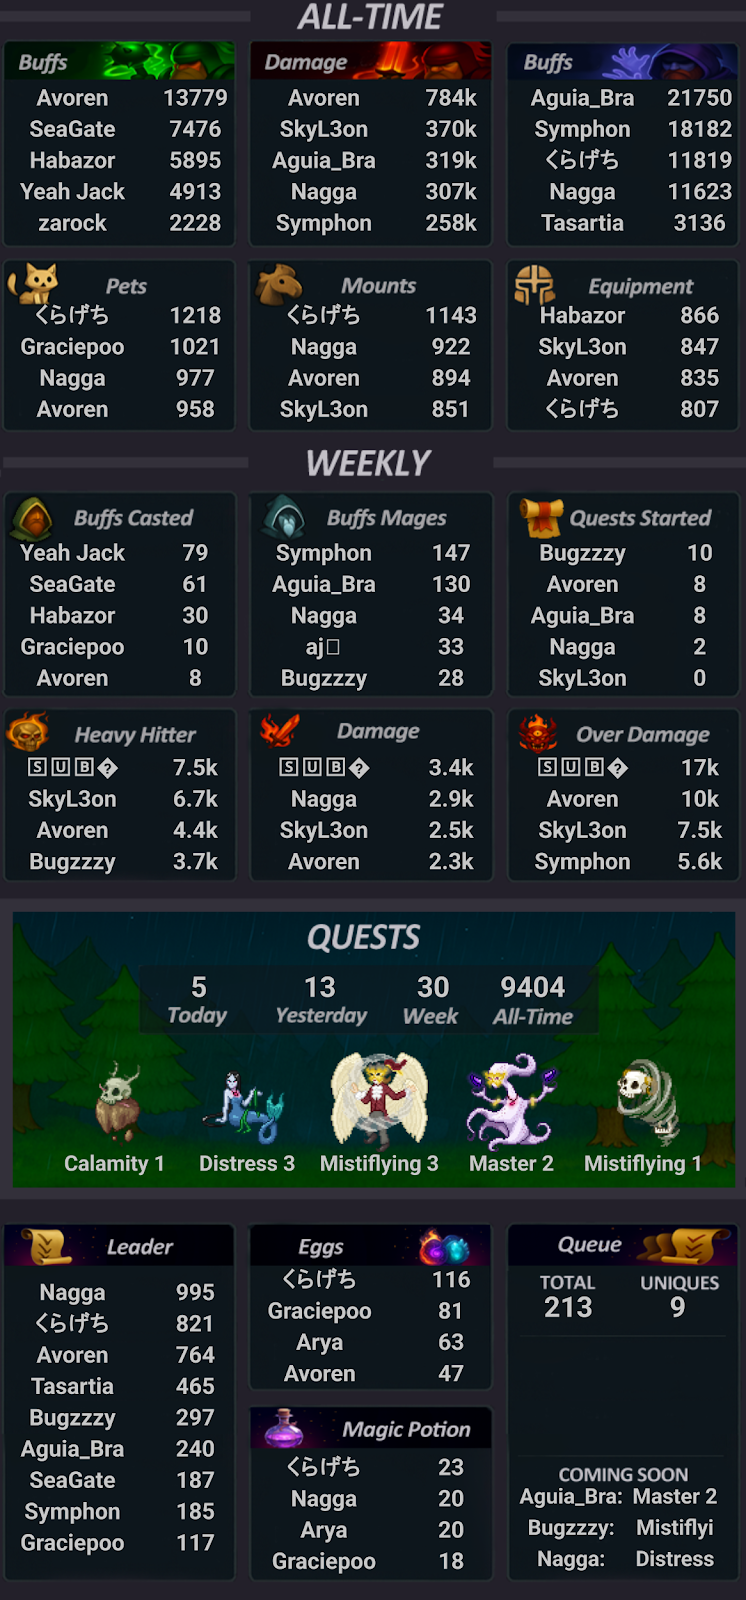 ALL-TIME
Buffs
Avoren 13779
SeaGate 7476
Habazor 5895
Yeah Jack 4913
zarock 2228
Damage
Avoren 784k
SkyL3on 370k
Aguia_Bra 319k
Nagga 307k
Symphon 258k
Buffs
Aguia_Bra 21750
Symphon 18182
くらげち 11819
Nagga 11623
Tasartia 3136
Pets
くらげち 1218
Graciepoo 1021
Nagga 977
Avoren 958
Mounts
くらげち 1143
Nagga 922
Avoren 894
SkyL3on 851
Equipment
Habazor 866
SkyL3on 847
Avoren 835
くらげち 807
WEEKLY
Buffs Casted
Yeah Jack 79
SeaGate 61
Habazor 30
Graciepoo 10
Avoren 8
Buffs Mages
Symphon 147
Aguia_Bra 130
Nagga 34
aj□ 33
Bugzzzy 28
Quests Started
Bugzzzy 10
Avoren 8
Aguia_Bra 8
Nagga 2
SkyL3on 0
Heavy Hitter
🅂🅄🄱� 7.5k
SkyL3on 6.7k
Avoren 4.4k
Bugzzzy 3.7k
Damage
🅂🅄🄱� 3.4k
Nagga 2.9k
SkyL3on 2.5k
Avoren 2.3k
Over Damage
🅂🅄🄱� 17k
Avoren 10k
SkyL3on 7.5k
Symphon 5.6k
QUESTS
5 13 30 9404
Today Yesterday Week All-Time
Calamity 1 Distress 3 Mistiflying 3 Master 2 Mistiflying 1
Leader
Nagga 995
くらげち 821
Avoren 764
Tasartia 465
Bugzzzy 297
Aguia_Bra 240
SeaGate 187
Symphon 185
Graciepoo 117
Eggs
くらげち 116
Graciepoo 81
Arya 63
Avoren 47
Magic Potion
くらげち 23
Nagga 20
Arya 20
Graciepoo 18
Queue
TOTAL UNIQUES
213 9
COMING SOON
Aguia_Bra: Master 2
Bugzzzy: Mistiflyi
Nagga: Distress